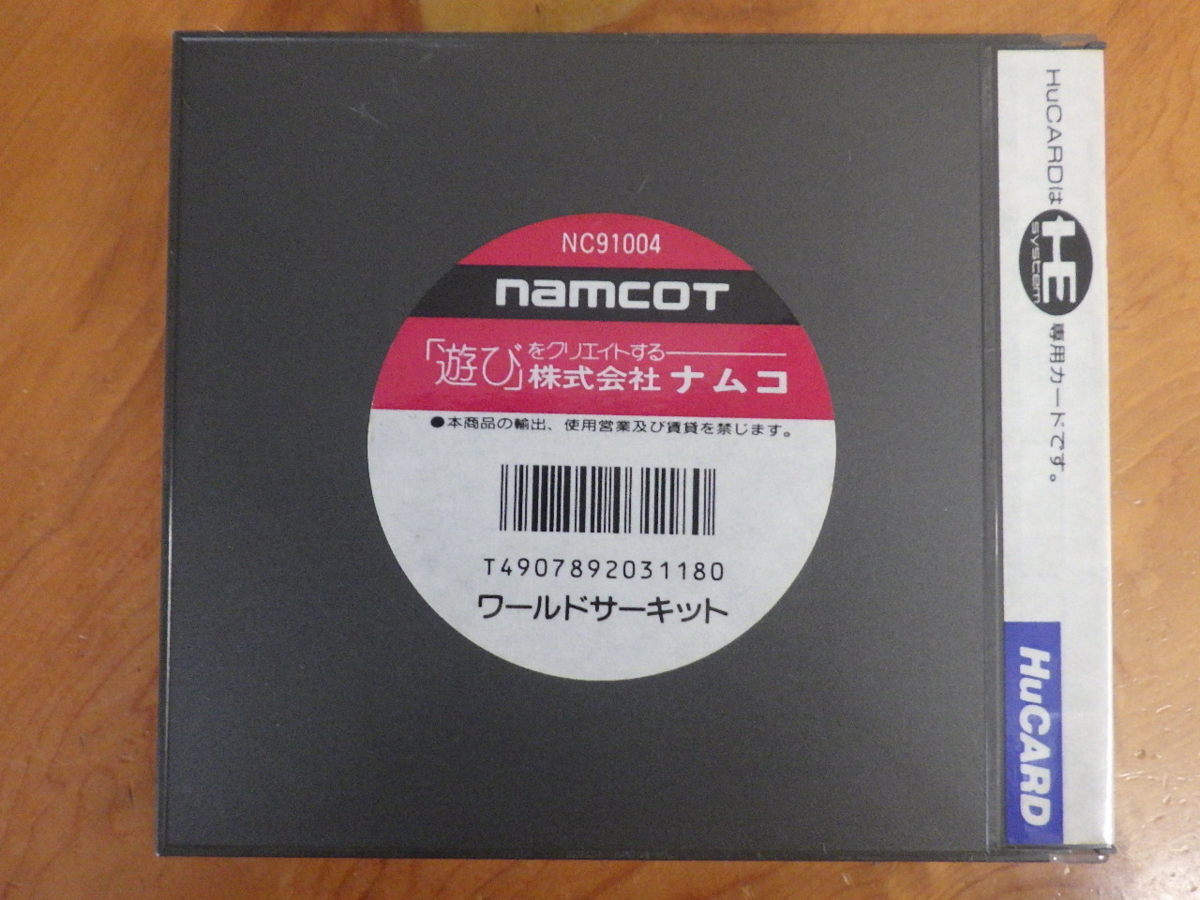 NC91004
namcot
「遊び」をクリエイトする
株式会社 ナムコ
●本商品の輸出、使用営業及び賃貸を禁じます。
T4907892031180
ワールドサーキット
HuCARDは HE system 専用カードです。
HuCARD